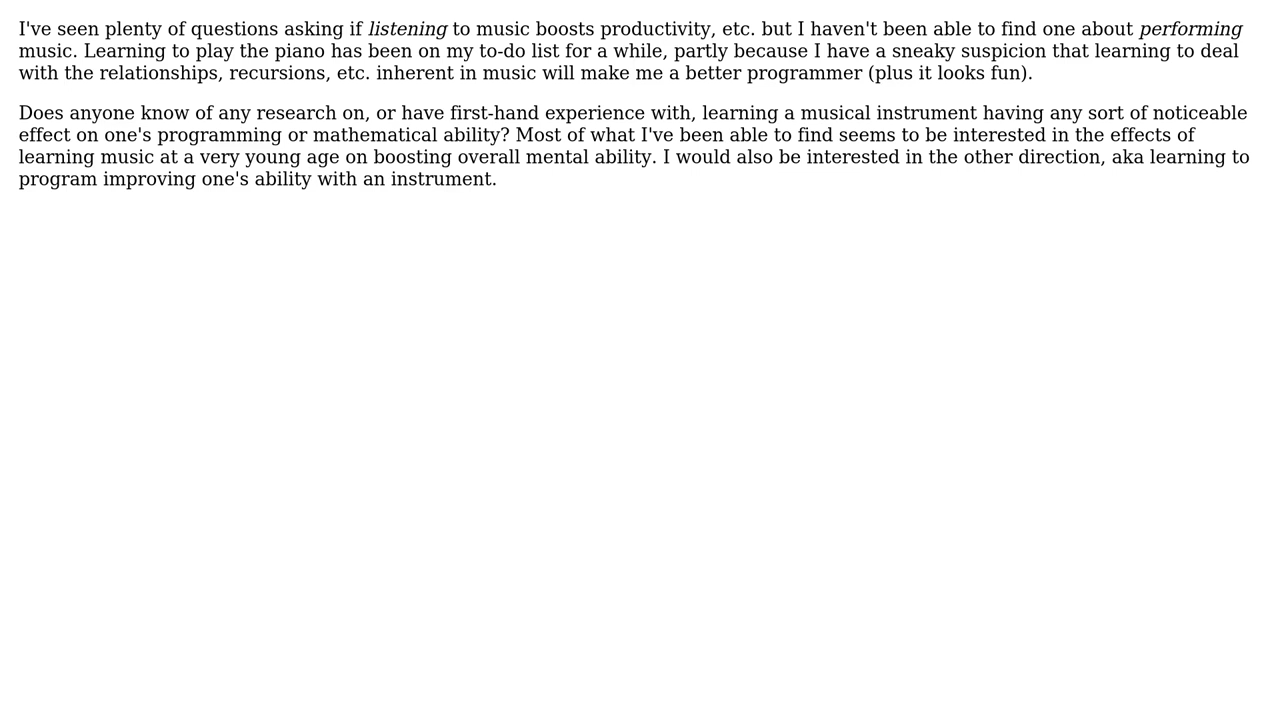 I've seen plenty of questions asking if listening to music boosts productivity, etc. but I haven't been able to find one about performing
music. Learning to play the piano has been on my to-do list for a while, partly because I have a sneaky suspicion that learning to deal
with the relationships, recursions, etc. inherent in music will make me a better programmer (plus it looks fun).
Does anyone know of any research on, or have first-hand experience with, learning a musical instrument having any sort of noticeable
effect on one's programming or mathematical ability? Most of what I've been able to find seems to be interested in the effects of
learning music at a very young age on boosting overall mental ability. I would also be interested in the other direction, aka learning to
program improving one's ability with an instrument.